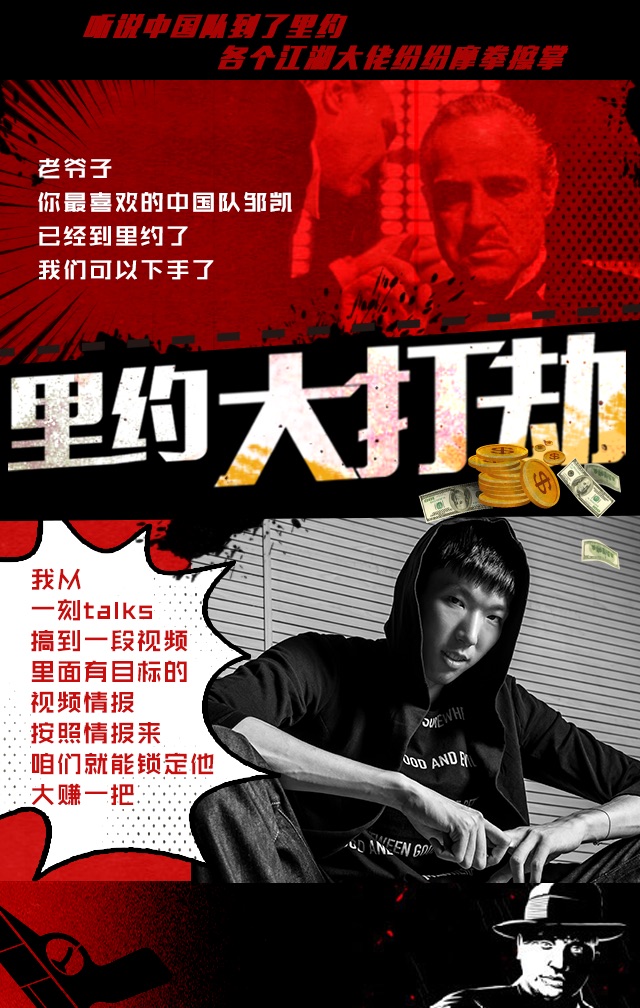 听说中国队到了里约
各个江湖大佬纷纷摩拳擦掌
老爷子
你最喜欢的中国队邹凯
已经到里约了
我们可以下手了
里约大打劫
我从
一刻talks
搞到一段视频
里面有目标的
视频情报
按照情报来
咱们就能锁定他
大赚一把
SOMEWH
GOOD AND EV